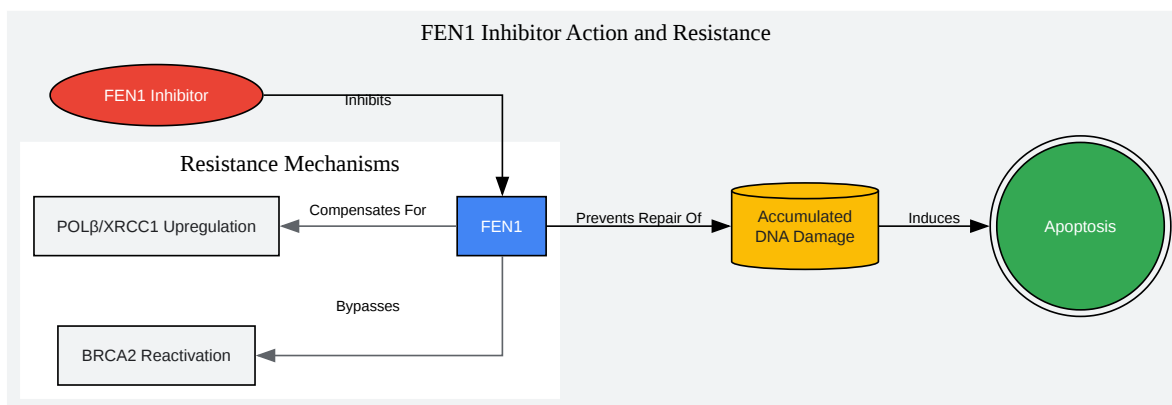 FEN1 Inhibitor Action and Resistance
FEN1 Inhibitor
Inhibits
Resistance Mechanisms
POLβ/XRCC1 Upregulation
Compensates For
FEN1
Prevents Repair Of
Accumulated
DNA Damage
Induces
Apoptosis
Bypasses
BRCA2 Reactivation